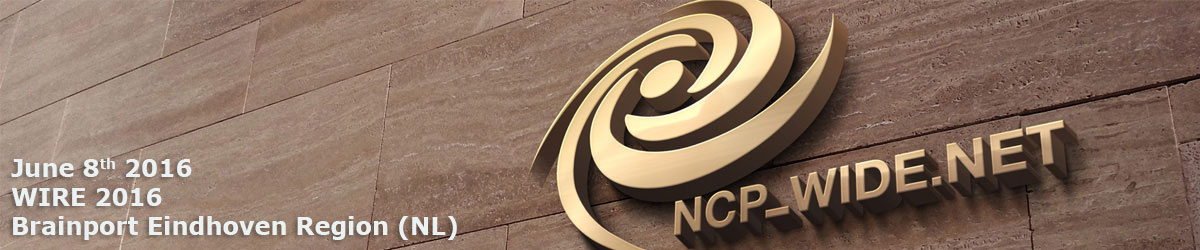 June 8th 2016
WIRE 2016
Brainport Eindhoven Region (NL)
NCP_WIDE.NET